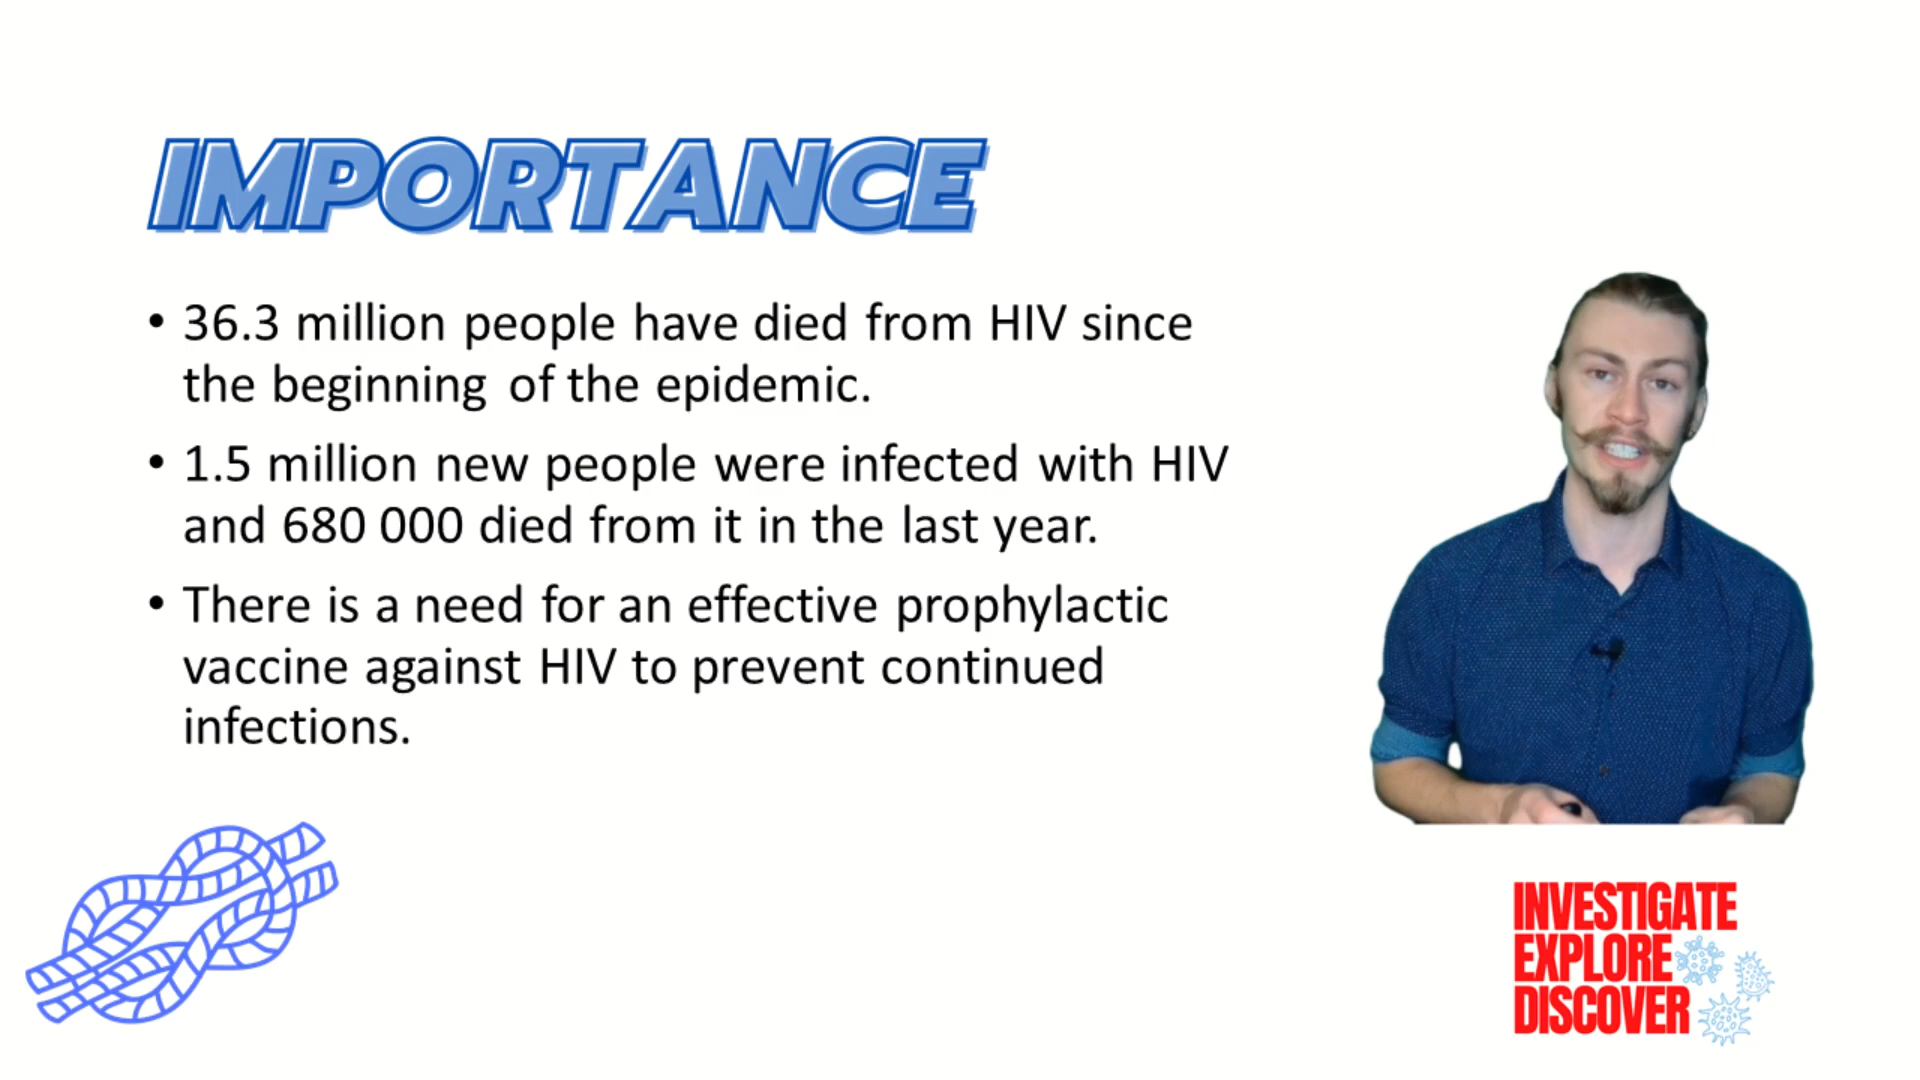 IMPORTANCE
• 36.3 million people have died from HIV since
the beginning of the epidemic.
• 1.5 million new people were infected with HIV
and 680 000 died from it in the last year.
• There is a need for an effective prophylactic
vaccine against HIV to prevent continued
infections.
INVESTIGATE
EXPLORE
DISCOVER